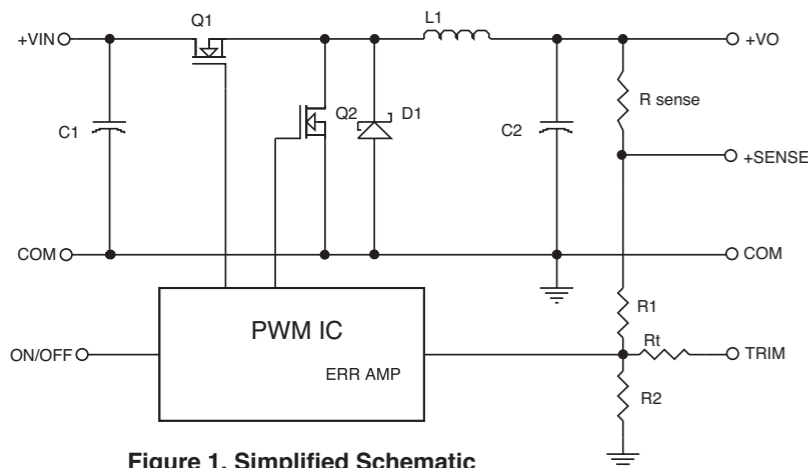 Q1
L1
+VIN
+VO
R sense
C1
Q2
D1
C2
+SENSE
COM
COM
R1
PWM IC
Rt
ON/OFF
TRIM
ERR AMP
R2
Figure 1. Simplified Schematic